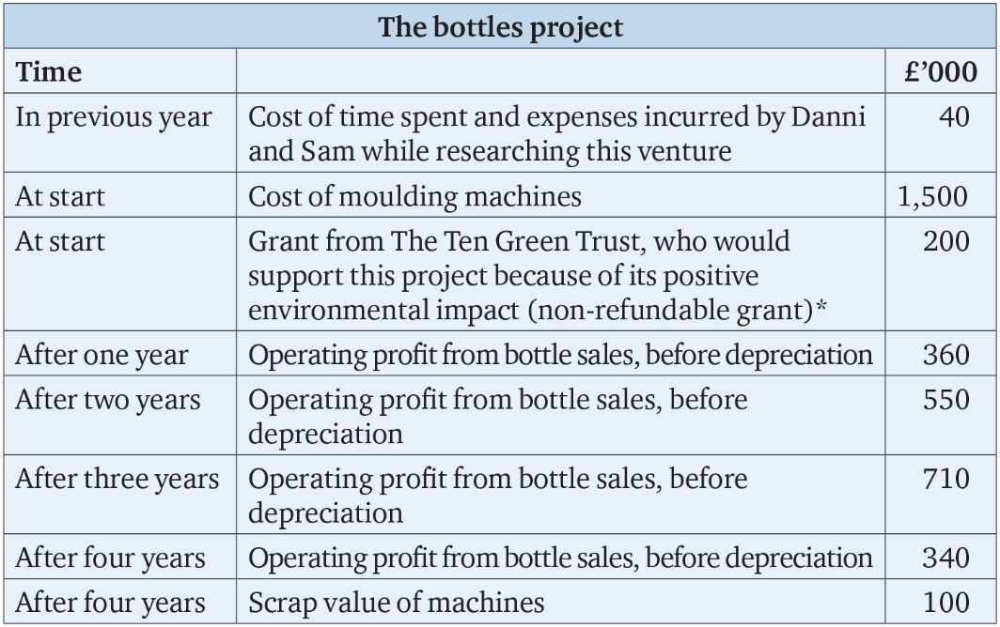 The bottles project
Time £’000
In previous year Cost of time spent and expenses incurred by Danni 40
and Sam while researching this venture
At start Cost of moulding machines 1,500
At start Grant from The Ten Green Trust, who would 200
support this project because of its positive
environmental impact (non-refundable grant)*
After one year Operating profit from bottle sales, before depreciation 360
After two years Operating profit from bottle sales, before 550
depreciation
After three years Operating profit from bottle sales, before 710
depreciation
After four years Operating profit from bottle sales, before depreciation 340
After four years Scrap value of machines 100